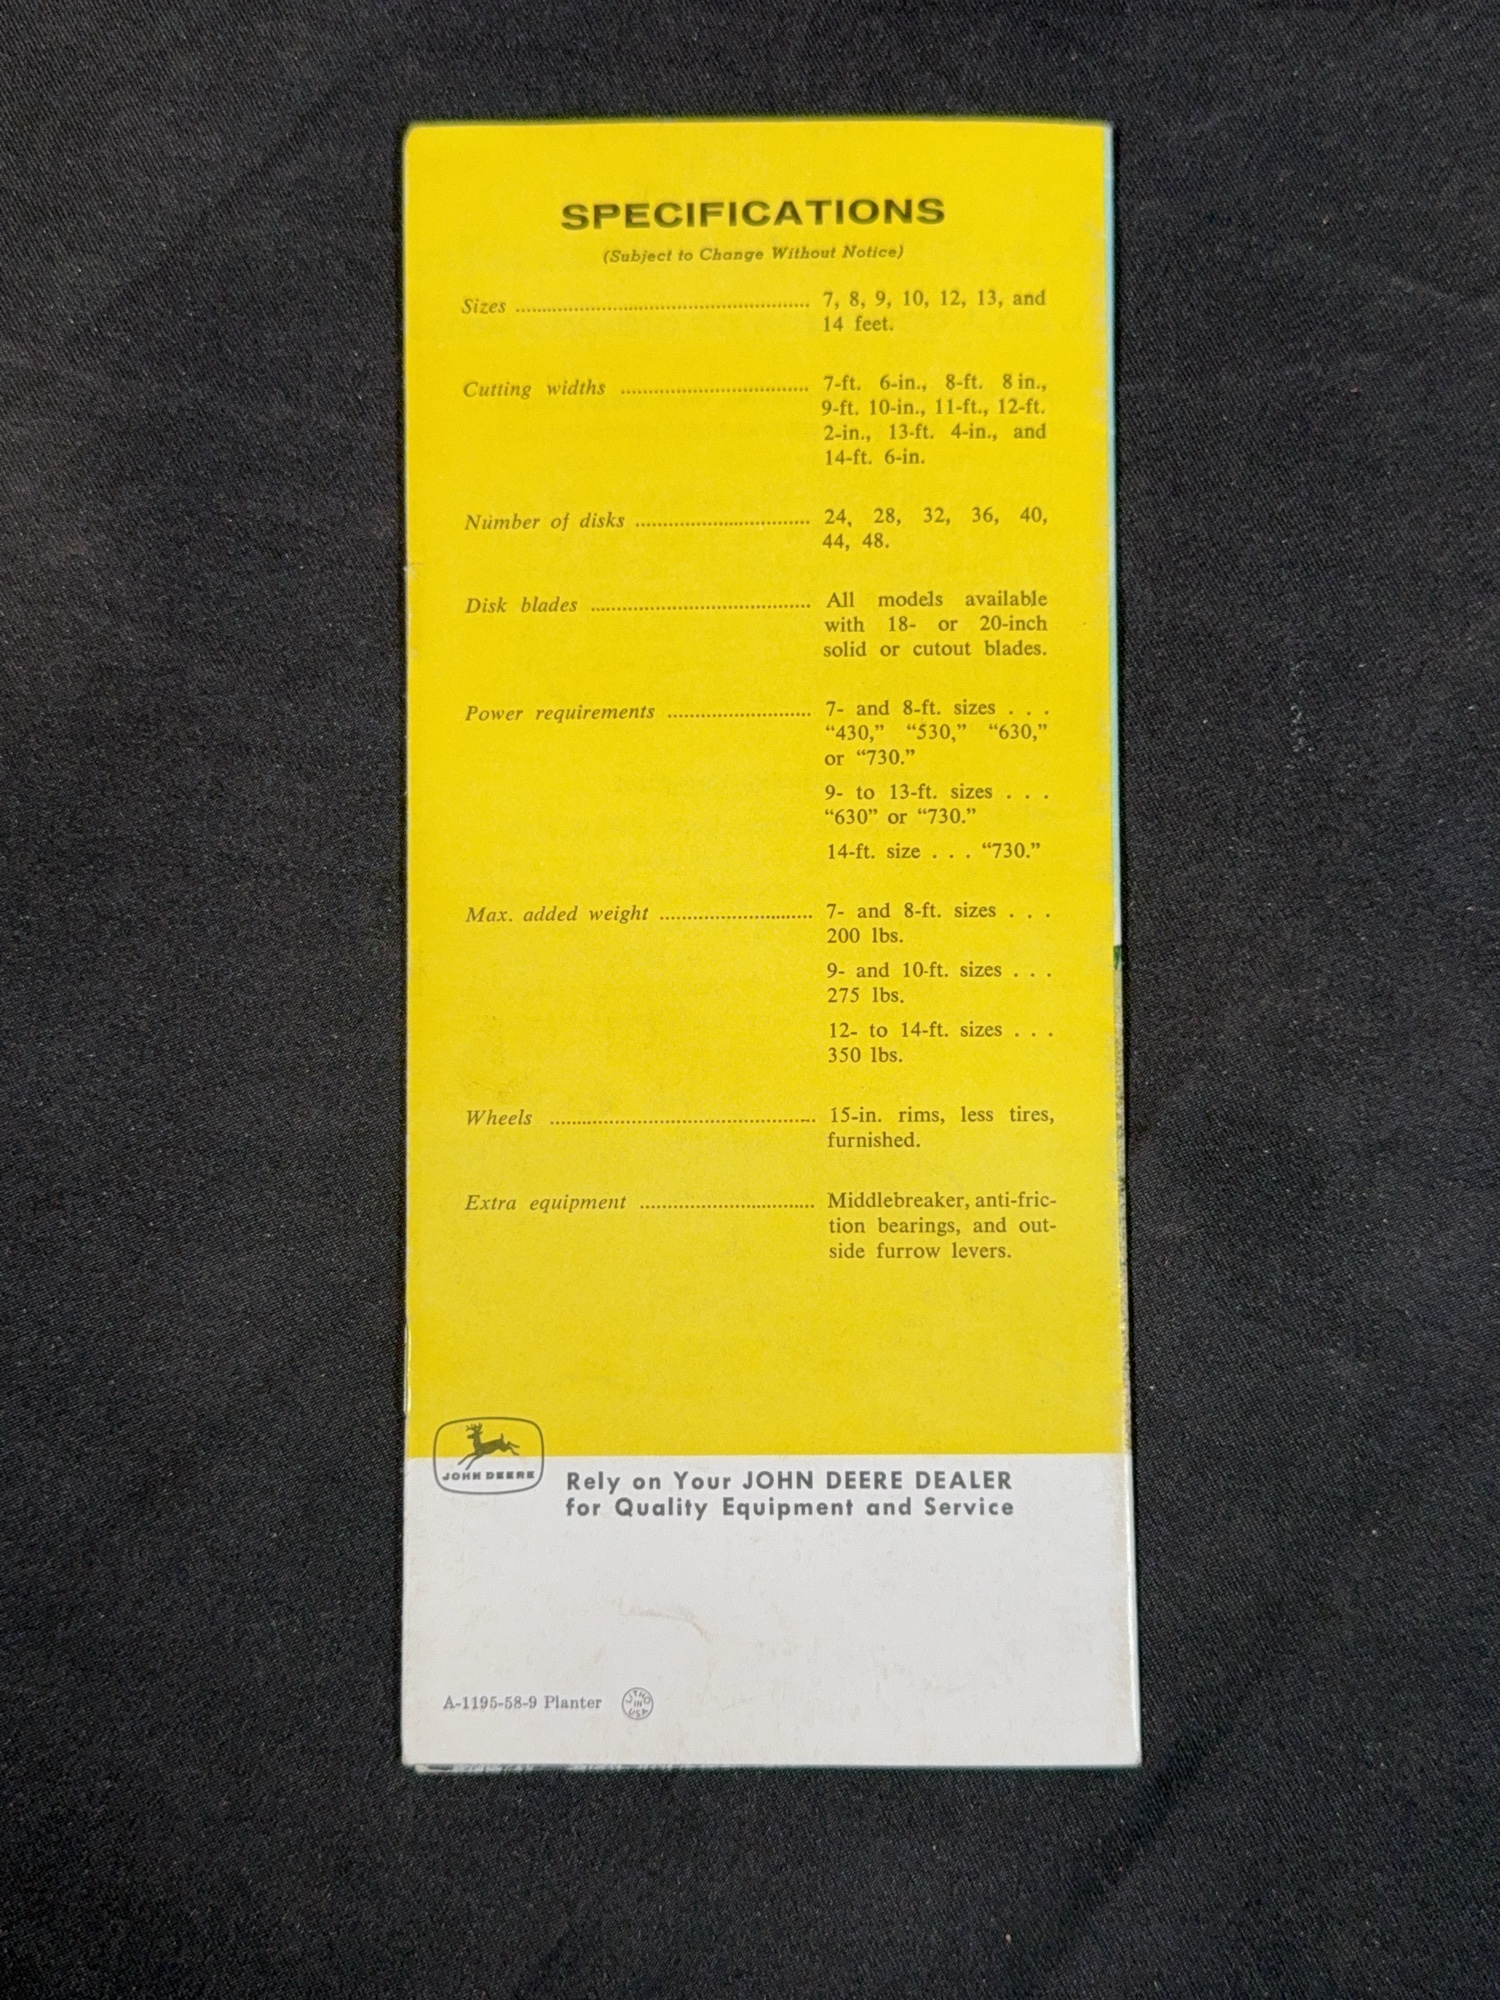 SPECIFICATIONS
(Subject to Change Without Notice)
Sizes ........ 7, 8, 9, 10, 12, 13, and
14 feet.
Cutting widths ........ 7-ft. 6-in., 8-ft. 8 in.,
9-ft. 10-in., 11-ft., 12-ft.
2-in., 13-ft. 4-in., and
14-ft. 6-in.
Number of disks ........ 24, 28, 32, 36, 40,
44, 48.
Disk blades ........ All models available
with 18- or 20-inch
solid or cutout blades.
Power requirements ........ 7- and 8-ft. sizes . . .
“430,” “530,” “630,”
or “730.”
9- to 13-ft. sizes . . .
“630” or “730.”
14-ft. size . . . “730.”
Max. added weight ........ 7- and 8-ft. sizes . . .
200 lbs.
9- and 10-ft. sizes . . .
275 lbs.
12- to 14-ft. sizes . . .
350 lbs.
Wheels ........ 15-in. rims, less tires,
furnished.
Extra equipment ........ Middlebreaker, anti-fric-
tion bearings, and out-
side furrow levers.
JOHN DEERE
Rely on Your JOHN DEERE DEALER
for Quality Equipment and Service
A-1195-58-9 Planter
LITHO
IN
USA